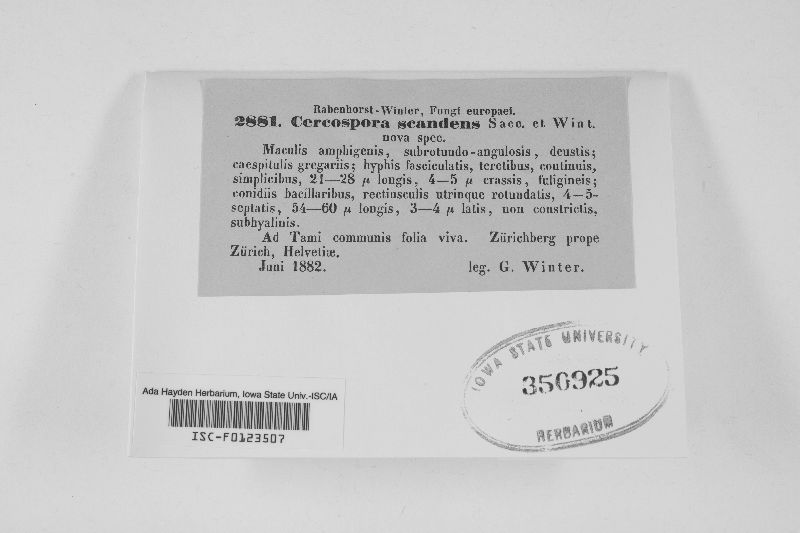 Rabenhorst-Winter, Fungi europaei.
2881. Cercospora scandens Sacc. et Wint.
nova spec.
Maculis amphigenis, subrotundo-angulosis, deustis;
caespitulis gregariis; hyphis fasciculatis, teretibus, continuis,
simplicibus, 21—28 μ longis, 4—5 μ crassis, fuligineis;
conidiis bacillaribus, rectiusculis utrinque rotundatis, 4—5-
septatis, 54—60 μ longis, 3—4 μ latis, non constrictis,
subhyalinis.
Ad Tami communis folia viva. Zürichberg prope
Zürich, Helvetiæ.
Juni 1882. leg. G. Winter.
IOWA STATE UNIVERSITY
350925
HERBARIUM
Ada Hayden Herbarium, Iowa State Univ.-ISC/IA
ISC-F0123507